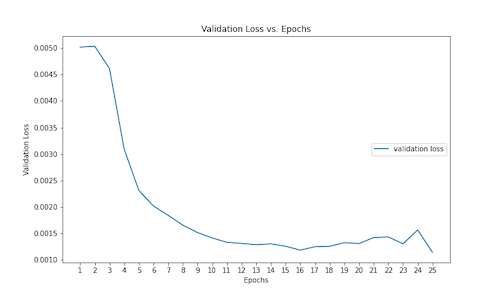 Validation Loss vs. Epochs
0.0050
0.0045
0.0040
0.0035
0.0030
0.0025
0.0020
0.0015
0.0010
Validation Loss
validation loss
1 2 3 4 5 6 7 8 9 10 11 12 13 14 15 16 17 18 19 20 21 22 23 24 25
Epochs